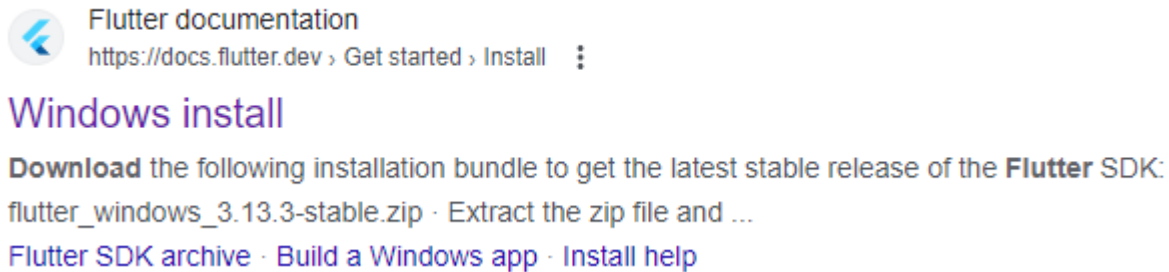 Flutter documentation
https://docs.flutter.dev › Get started › Install
Windows install
Download the following installation bundle to get the latest stable release of the Flutter SDK:
flutter_windows_3.13.3-stable.zip · Extract the zip file and ...
Flutter SDK archive · Build a Windows app · Install help